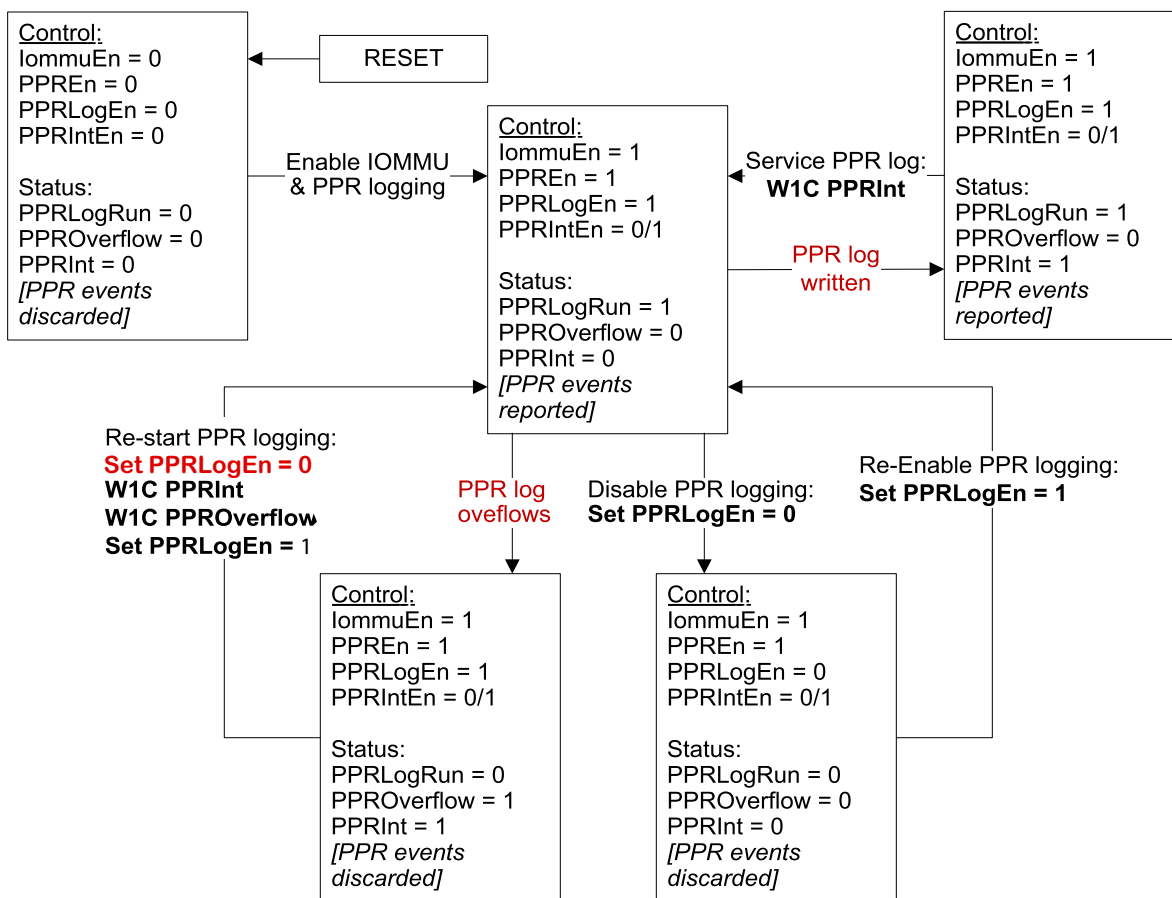 Control:
IommuEn = 0
PPREn = 0
PPRLogEn = 0
PPRIntEn = 0
Status:
PPRLogRun = 0
PPROverflow = 0
PPRInt = 0
[PPR events
discarded]
RESET
Enable IOMMU
& PPR logging
Control:
IommuEn = 1
PPREn = 1
PPRLogEn = 1
PPRIntEn = 0/1
Status:
PPRLogRun = 1
PPROverflow = 0
PPRInt = 0
[PPR events
reported]
Service PPR log:
W1C PPRInt
PPR log
written
Control:
IommuEn = 1
PPREn = 1
PPRLogEn = 1
PPRIntEn = 0/1
Status:
PPRLogRun = 1
PPROverflow = 0
PPRInt = 1
[PPR events
reported]
Re-start PPR logging:
Set PPRLogEn = 0
W1C PPRInt
W1C PPROverflow
Set PPRLogEn = 1
PPR log
oveflows
Disable PPR logging:
Set PPRLogEn = 0
Re-Enable PPR logging:
Set PPRLogEn = 1
Control:
IommuEn = 1
PPREn = 1
PPRLogEn = 1
PPRIntEn = 0/1
Status:
PPRLogRun = 0
PPROverflow = 1
PPRInt = 1
[PPR events
discarded]
Control:
IommuEn = 1
PPREn = 1
PPRLogEn = 0
PPRIntEn = 0/1
Status:
PPRLogRun = 0
PPROverflow = 0
PPRInt = 0
[PPR events
discarded]